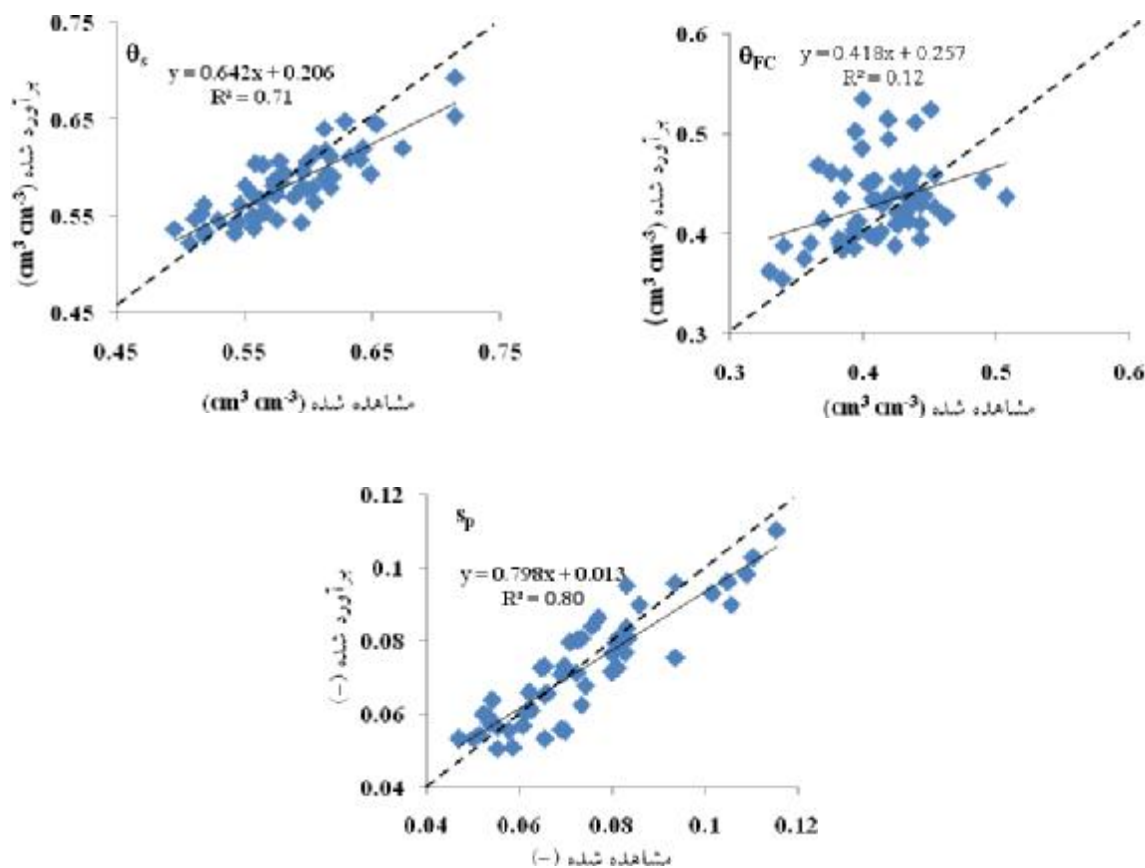 0.75
θs
y = 0.642x + 0.206
R² = 0.71
0.65
0.55
0.45
0.45 0.55 0.65 0.75
برآورد شده (cm³ cm⁻³)
مشاهده شده (cm³ cm⁻³)
0.6
θFC
y = 0.418x + 0.257
R² = 0.12
0.5
0.4
0.3
0.3 0.4 0.5 0.6
برآورد شده (cm³ cm⁻³)
مشاهده شده (cm³ cm⁻³)
0.12
sp
y = 0.798x + 0.013
R² = 0.80
0.1
0.08
0.06
0.04
0.04 0.06 0.08 0.1 0.12
برآورد شده (−)
مشاهده شده (−)